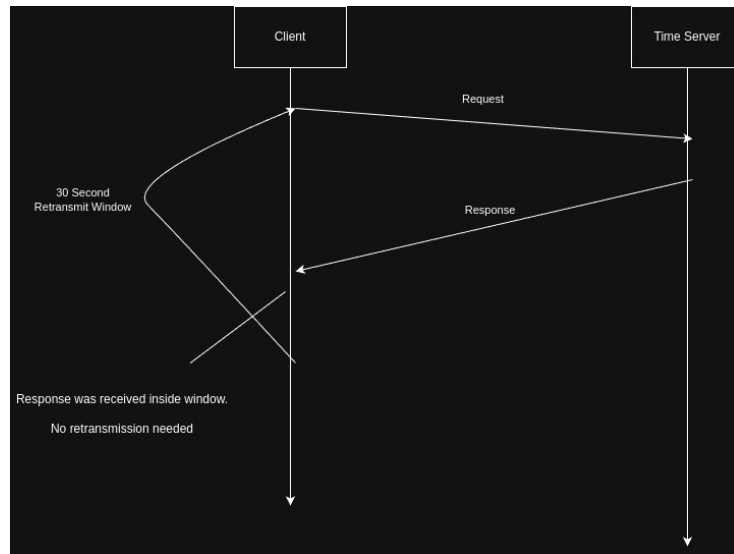 Client
Time Server
Request
30 Second
Retransmit Window
Response
Response was received inside window.
No retransmission needed